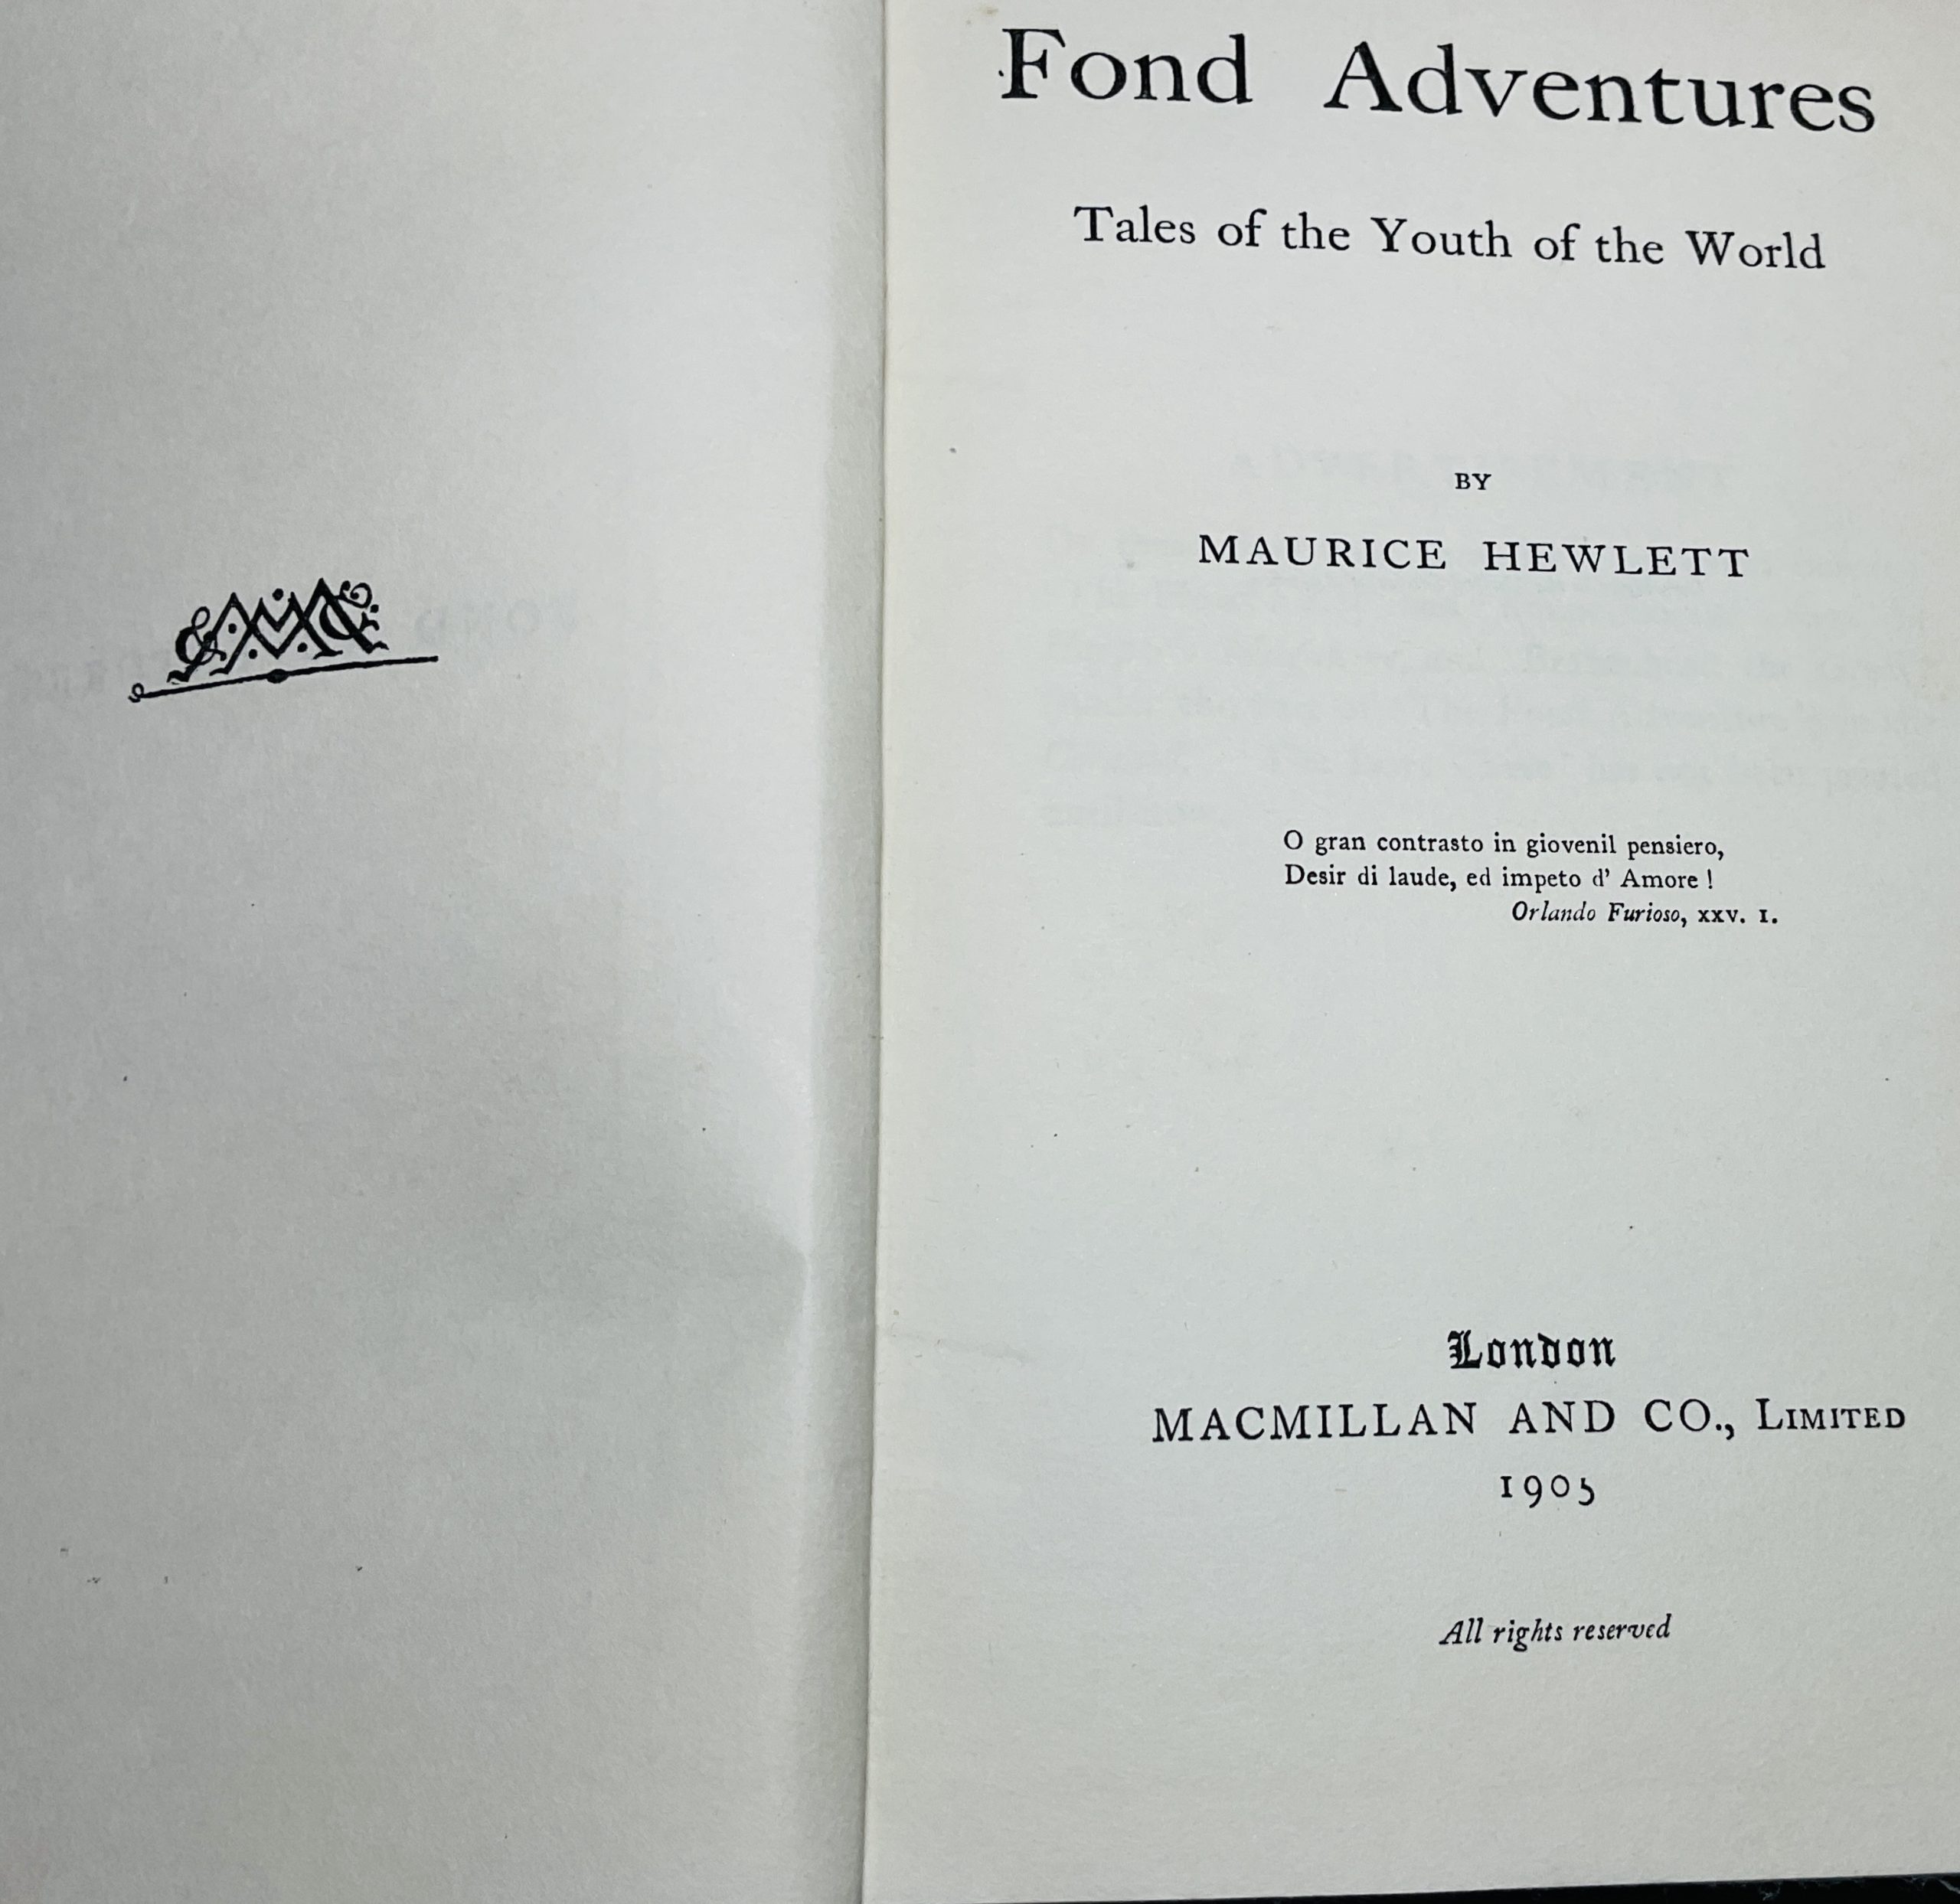 Fond Adventures
Tales of the Youth of the World
BY
MAURICE HEWLETT
O gran contrasto in giovenil pensiero,
Desir di laude, ed impeto d' Amore !
Orlando Furioso, xxv. 1.
London
MACMILLAN AND CO., LIMITED
1905
All rights reserved